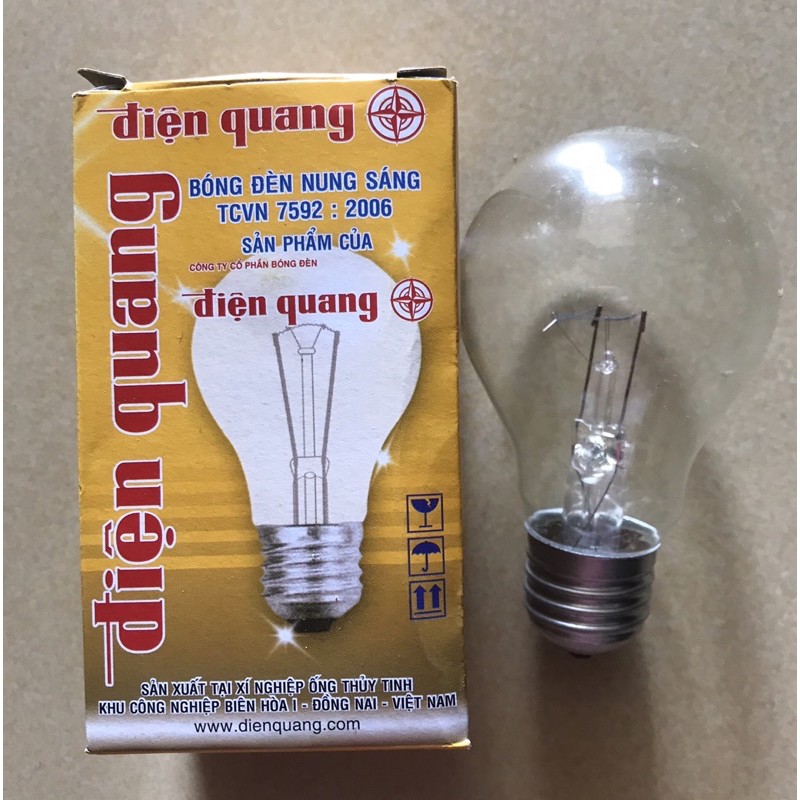 điện quang
BÓNG ĐÈN NUNG SÁNG
TCVN 7592 : 2006
SẢN PHẨM CỦA
CÔNG TY CỔ PHẦN BÓNG ĐÈN
điện quang
điện quang
SẢN XUẤT TẠI XÍ NGHIỆP ỐNG THỦY TINH
KHU CÔNG NGHIỆP BIÊN HÒA I - ĐỒNG NAI - VIỆT NAM
www.dienquang.com